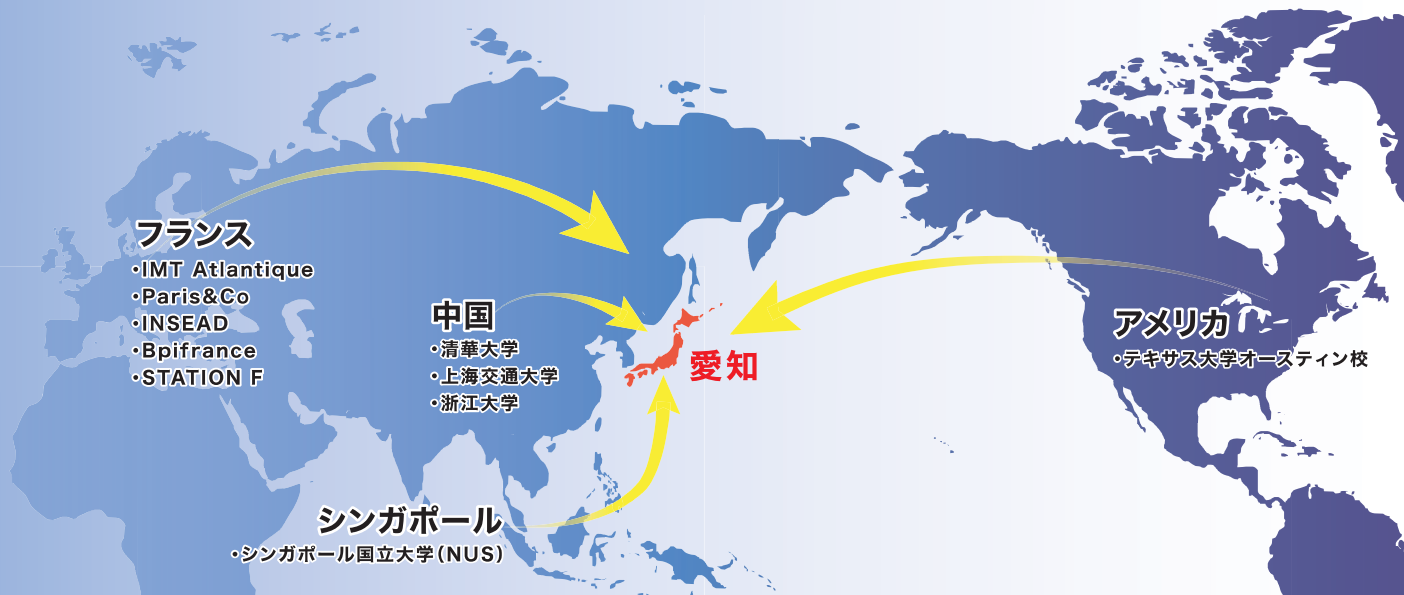 フランス
・IMT Atlantique
・Paris&Co
・INSEAD
・Bpifrance
・STATION F
中国
・清華大学
・上海交通大学
・浙江大学
愛知
アメリカ
・テキサス大学オースティン校
シンガポール
・シンガポール国立大学(NUS)